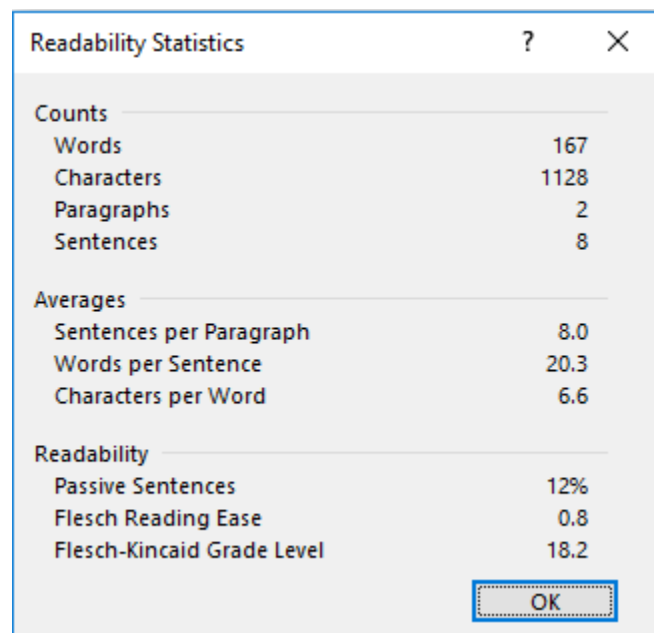 Readability Statistics ? ×
Counts
Words 167
Characters 1128
Paragraphs 2
Sentences 8
Averages
Sentences per Paragraph 8.0
Words per Sentence 20.3
Characters per Word 6.6
Readability
Passive Sentences 12%
Flesch Reading Ease 0.8
Flesch-Kincaid Grade Level 18.2
OK